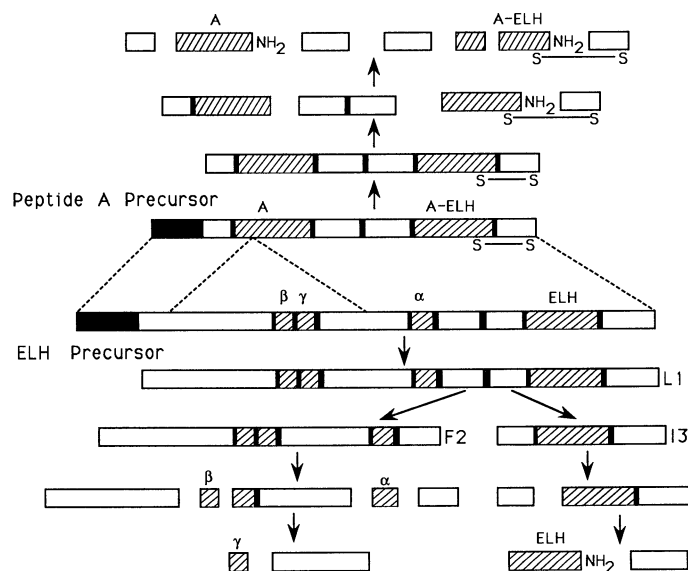 A A-ELH
NH2 NH2
S S
NH2
S S
S S
Peptide A Precursor
A A-ELH
S S
β γ α ELH
ELH Precursor
L1
F2 I3
β α
γ ELH
NH2